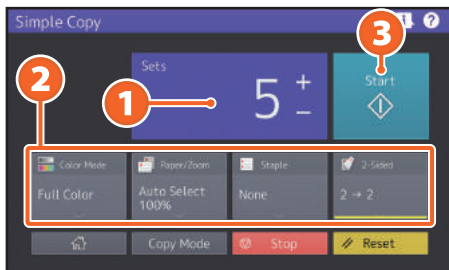 Simple Copy
3
2
Sets
1
5 + −
Start
Color Mode
Full Color
Paper/Zoom
Auto Select
100%
Staple
None
2-Sided
2 → 2
Copy Mode
Stop
Reset
?